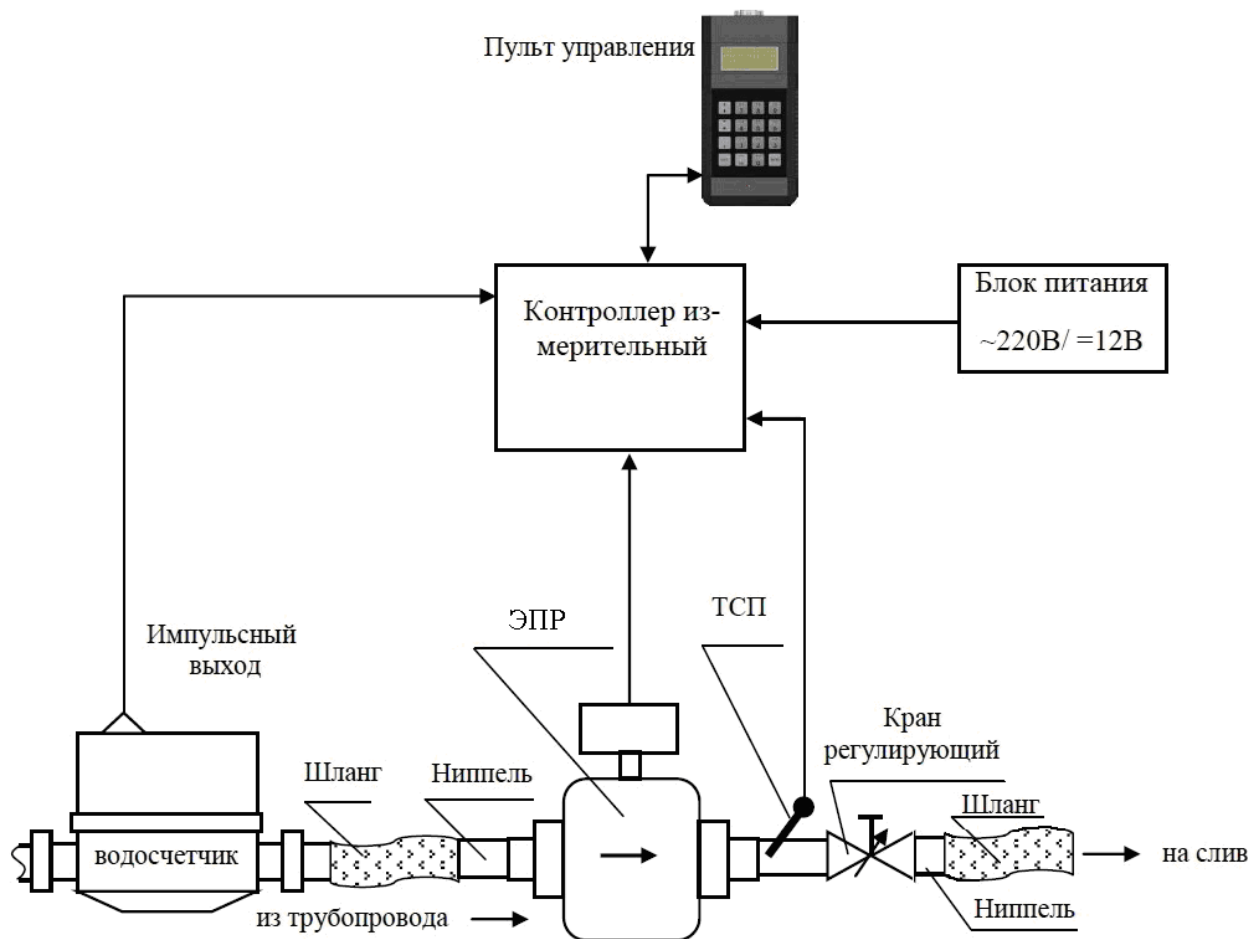 Пульт управления
Контроллер из-
мерительный
Блок питания
~220В/ =12В
ТСП
ЭПР
Импульсный
выход
Кран
регулирующий
Шланг
Ниппель
Шланг
водосчетчик
на слив
из трубопровода
Ниппель